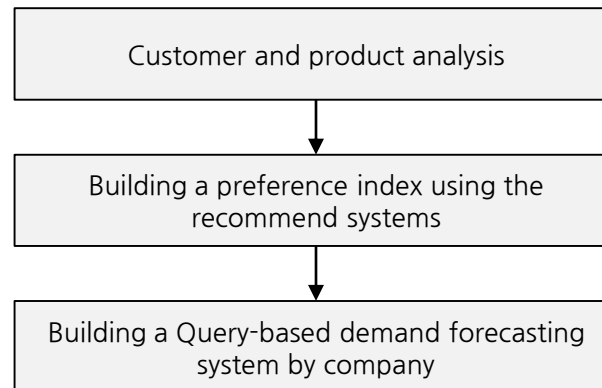 Customer and product analysis
Building a preference index using the
recommend systems
Building a Query-based demand forecasting
system by company